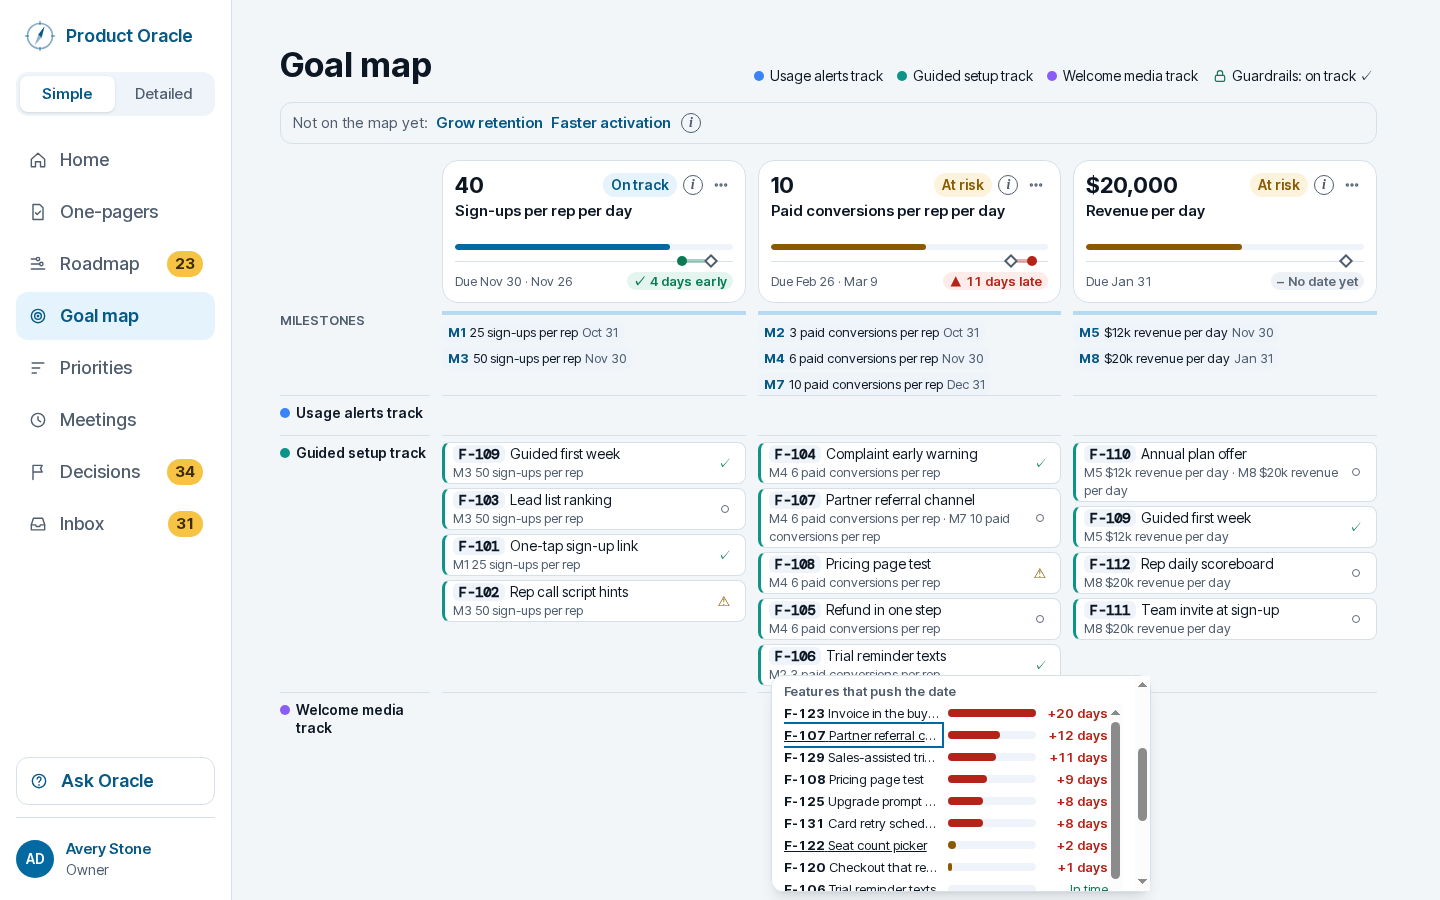 Product Oracle
Simple Detailed
Home
One-pagers
Roadmap 23
Goal map
Priorities
Meetings
Decisions 34
Inbox 31
Ask Oracle
AD Avery Stone
Owner
Goal map
Usage alerts track Guided setup track Welcome media track Guardrails: on track ✓
Not on the map yet: Grow retention Faster activation i
40 On track i •••
Sign-ups per rep per day
Due Nov 30 · Nov 26 ✓ 4 days early
10 At risk i •••
Paid conversions per rep per day
Due Feb 26 · Mar 9 ▲ 11 days late
$20,000 At risk i •••
Revenue per day
Due Jan 31 – No date yet
MILESTONES
M1 25 sign-ups per rep Oct 31
M3 50 sign-ups per rep Nov 30
M2 3 paid conversions per rep Oct 31
M4 6 paid conversions per rep Nov 30
M7 10 paid conversions per rep Dec 31
M5 $12k revenue per day Nov 30
M8 $20k revenue per day Jan 31
Usage alerts track
Guided setup track
F-109 Guided first week ✓
M3 50 sign-ups per rep
F-103 Lead list ranking ○
M3 50 sign-ups per rep
F-101 One-tap sign-up link ✓
M1 25 sign-ups per rep
F-102 Rep call script hints ⚠
M3 50 sign-ups per rep
F-104 Complaint early warning ✓
M4 6 paid conversions per rep
F-107 Partner referral channel ○
M4 6 paid conversions per rep · M7 10 paid
conversions per rep
F-108 Pricing page test ⚠
M4 6 paid conversions per rep
F-105 Refund in one step ○
M4 6 paid conversions per rep
F-106 Trial reminder texts ✓
M2 3 paid conversions per rep
F-110 Annual plan offer ○
M5 $12k revenue per day · M8 $20k revenue
per day
F-109 Guided first week ✓
M5 $12k revenue per day
F-112 Rep daily scoreboard ○
M8 $20k revenue per day
F-111 Team invite at sign-up ○
M8 $20k revenue per day
Welcome media
track
Features that push the date
F-123 Invoice in the buy… +20 days
F-107 Partner referral c… +12 days
F-129 Sales-assisted tri… +11 days
F-108 Pricing page test +9 days
F-125 Upgrade prompt … +8 days
F-131 Card retry sched… +8 days
F-122 Seat count picker +2 days
F-120 Checkout that re… +1 days
F-106 Trial reminder texts In time